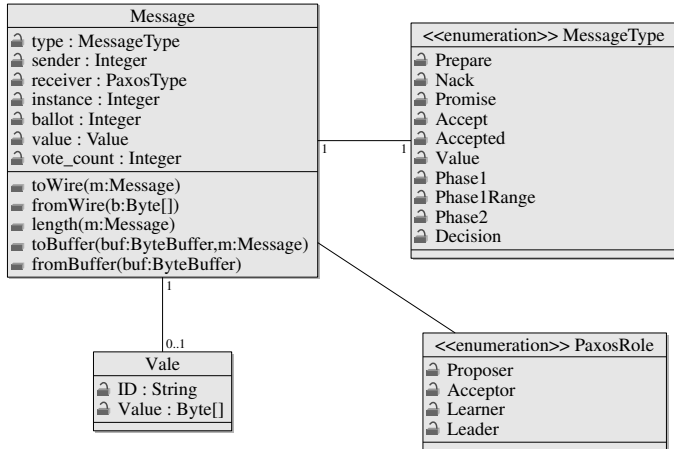 Message
type : MessageType
sender : Integer
receiver : PaxosType
instance : Integer
ballot : Integer
value : Value
vote_count : Integer
toWire(m:Message)
fromWire(b:Byte[])
length(m:Message)
toBuffer(buf:ByteBuffer,m:Message)
fromBuffer(buf:ByteBuffer)
1
1
<<enumeration>> MessageType
Prepare
Nack
Promise
Accept
Accepted
Value
Phase1
Phase1Range
Phase2
Decision
1
0..1
Vale
ID : String
Value : Byte[]
<<enumeration>> PaxosRole
Proposer
Acceptor
Learner
Leader